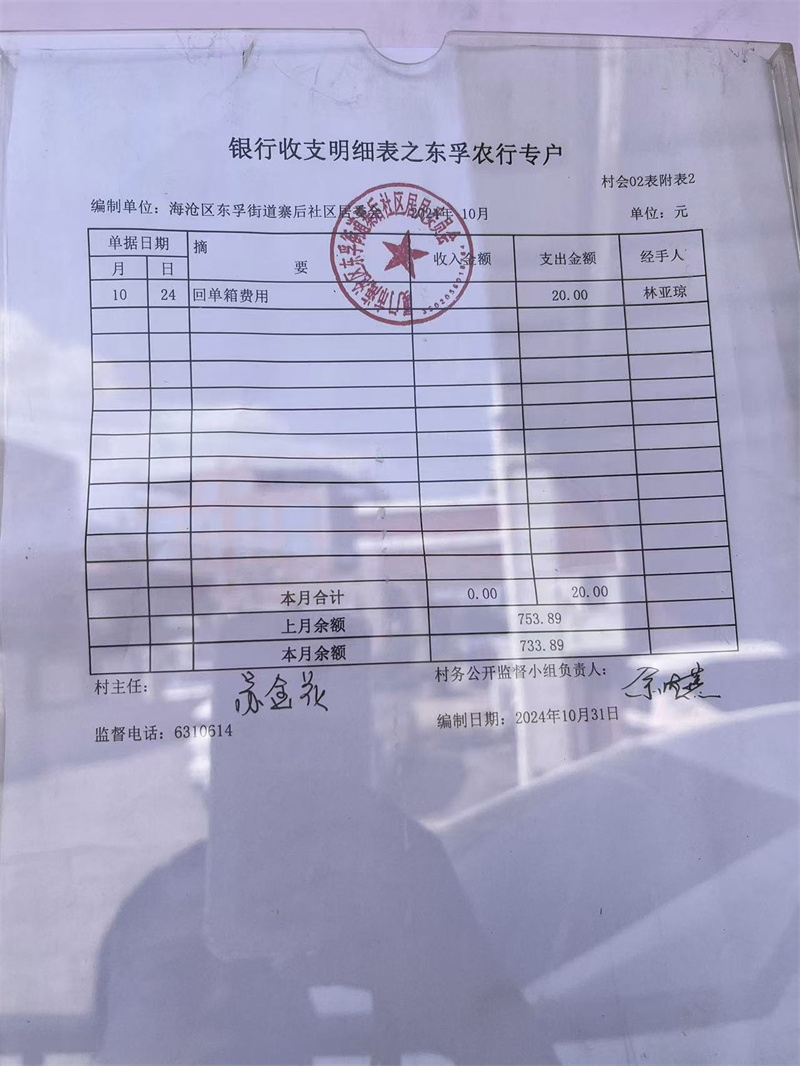 银行收支明细表之东孚农行专户
村会02表附表2
编制单位：海沧区东孚街道寨后社区居委会 2024年 10月 单位：元
单据日期 摘要 收入金额 支出金额 经手人
月 日
10 24 回单箱费用 20.00 林亚琼
本月合计 0.00 20.00
上月余额 753.89
本月余额 733.89
村主任： 村务公开监督小组负责人：
监督电话：6310614 编制日期：2024年10月31日